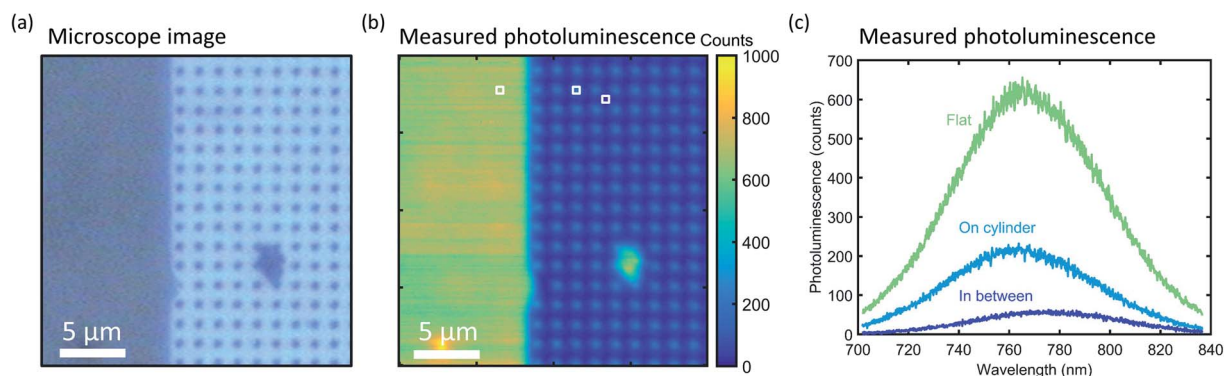 (a)
Microscope image
5 µm
(b)
Measured photoluminescence
Counts
1000
800
600
400
200
0
5 µm
(c)
Measured photoluminescence
Photoluminescence (counts)
700
600
500
400
300
200
100
0
Flat
On cylinder
In between
700 720 740 760 780 800 820 840
Wavelength (nm)